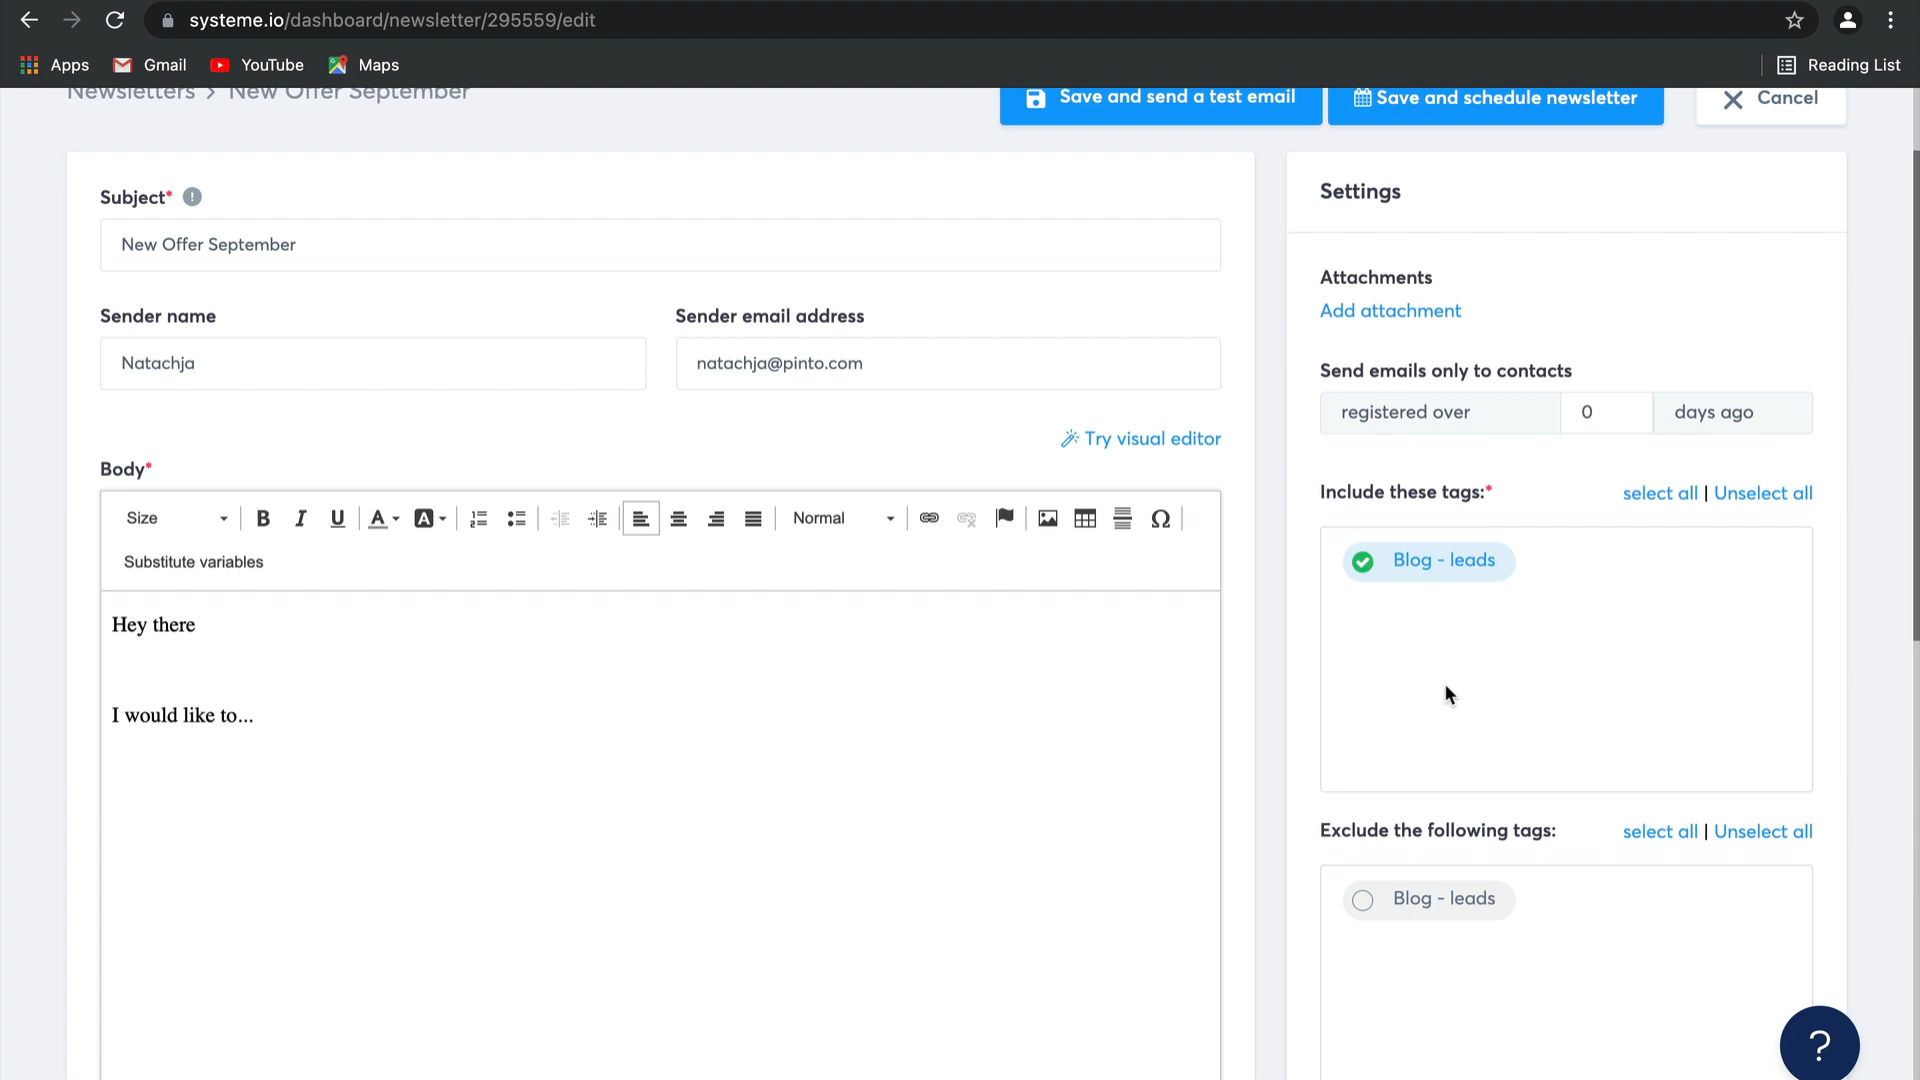 systeme.io/dashboard/newsletter/295559/edit
Apps Gmail YouTube Maps Reading List
Newsletters > New Offer September
Save and send a test email Save and schedule newsletter Cancel
Subject*
New Offer September
Sender name Sender email address
Natachja natachja@pinto.com
Try visual editor
Body*
Size B I U A A Normal Ω
Substitute variables
Hey there
I would like to...
Settings
Attachments
Add attachment
Send emails only to contacts
registered over 0 days ago
Include these tags:* select all | Unselect all
Blog - leads
Exclude the following tags: select all | Unselect all
Blog - leads
?